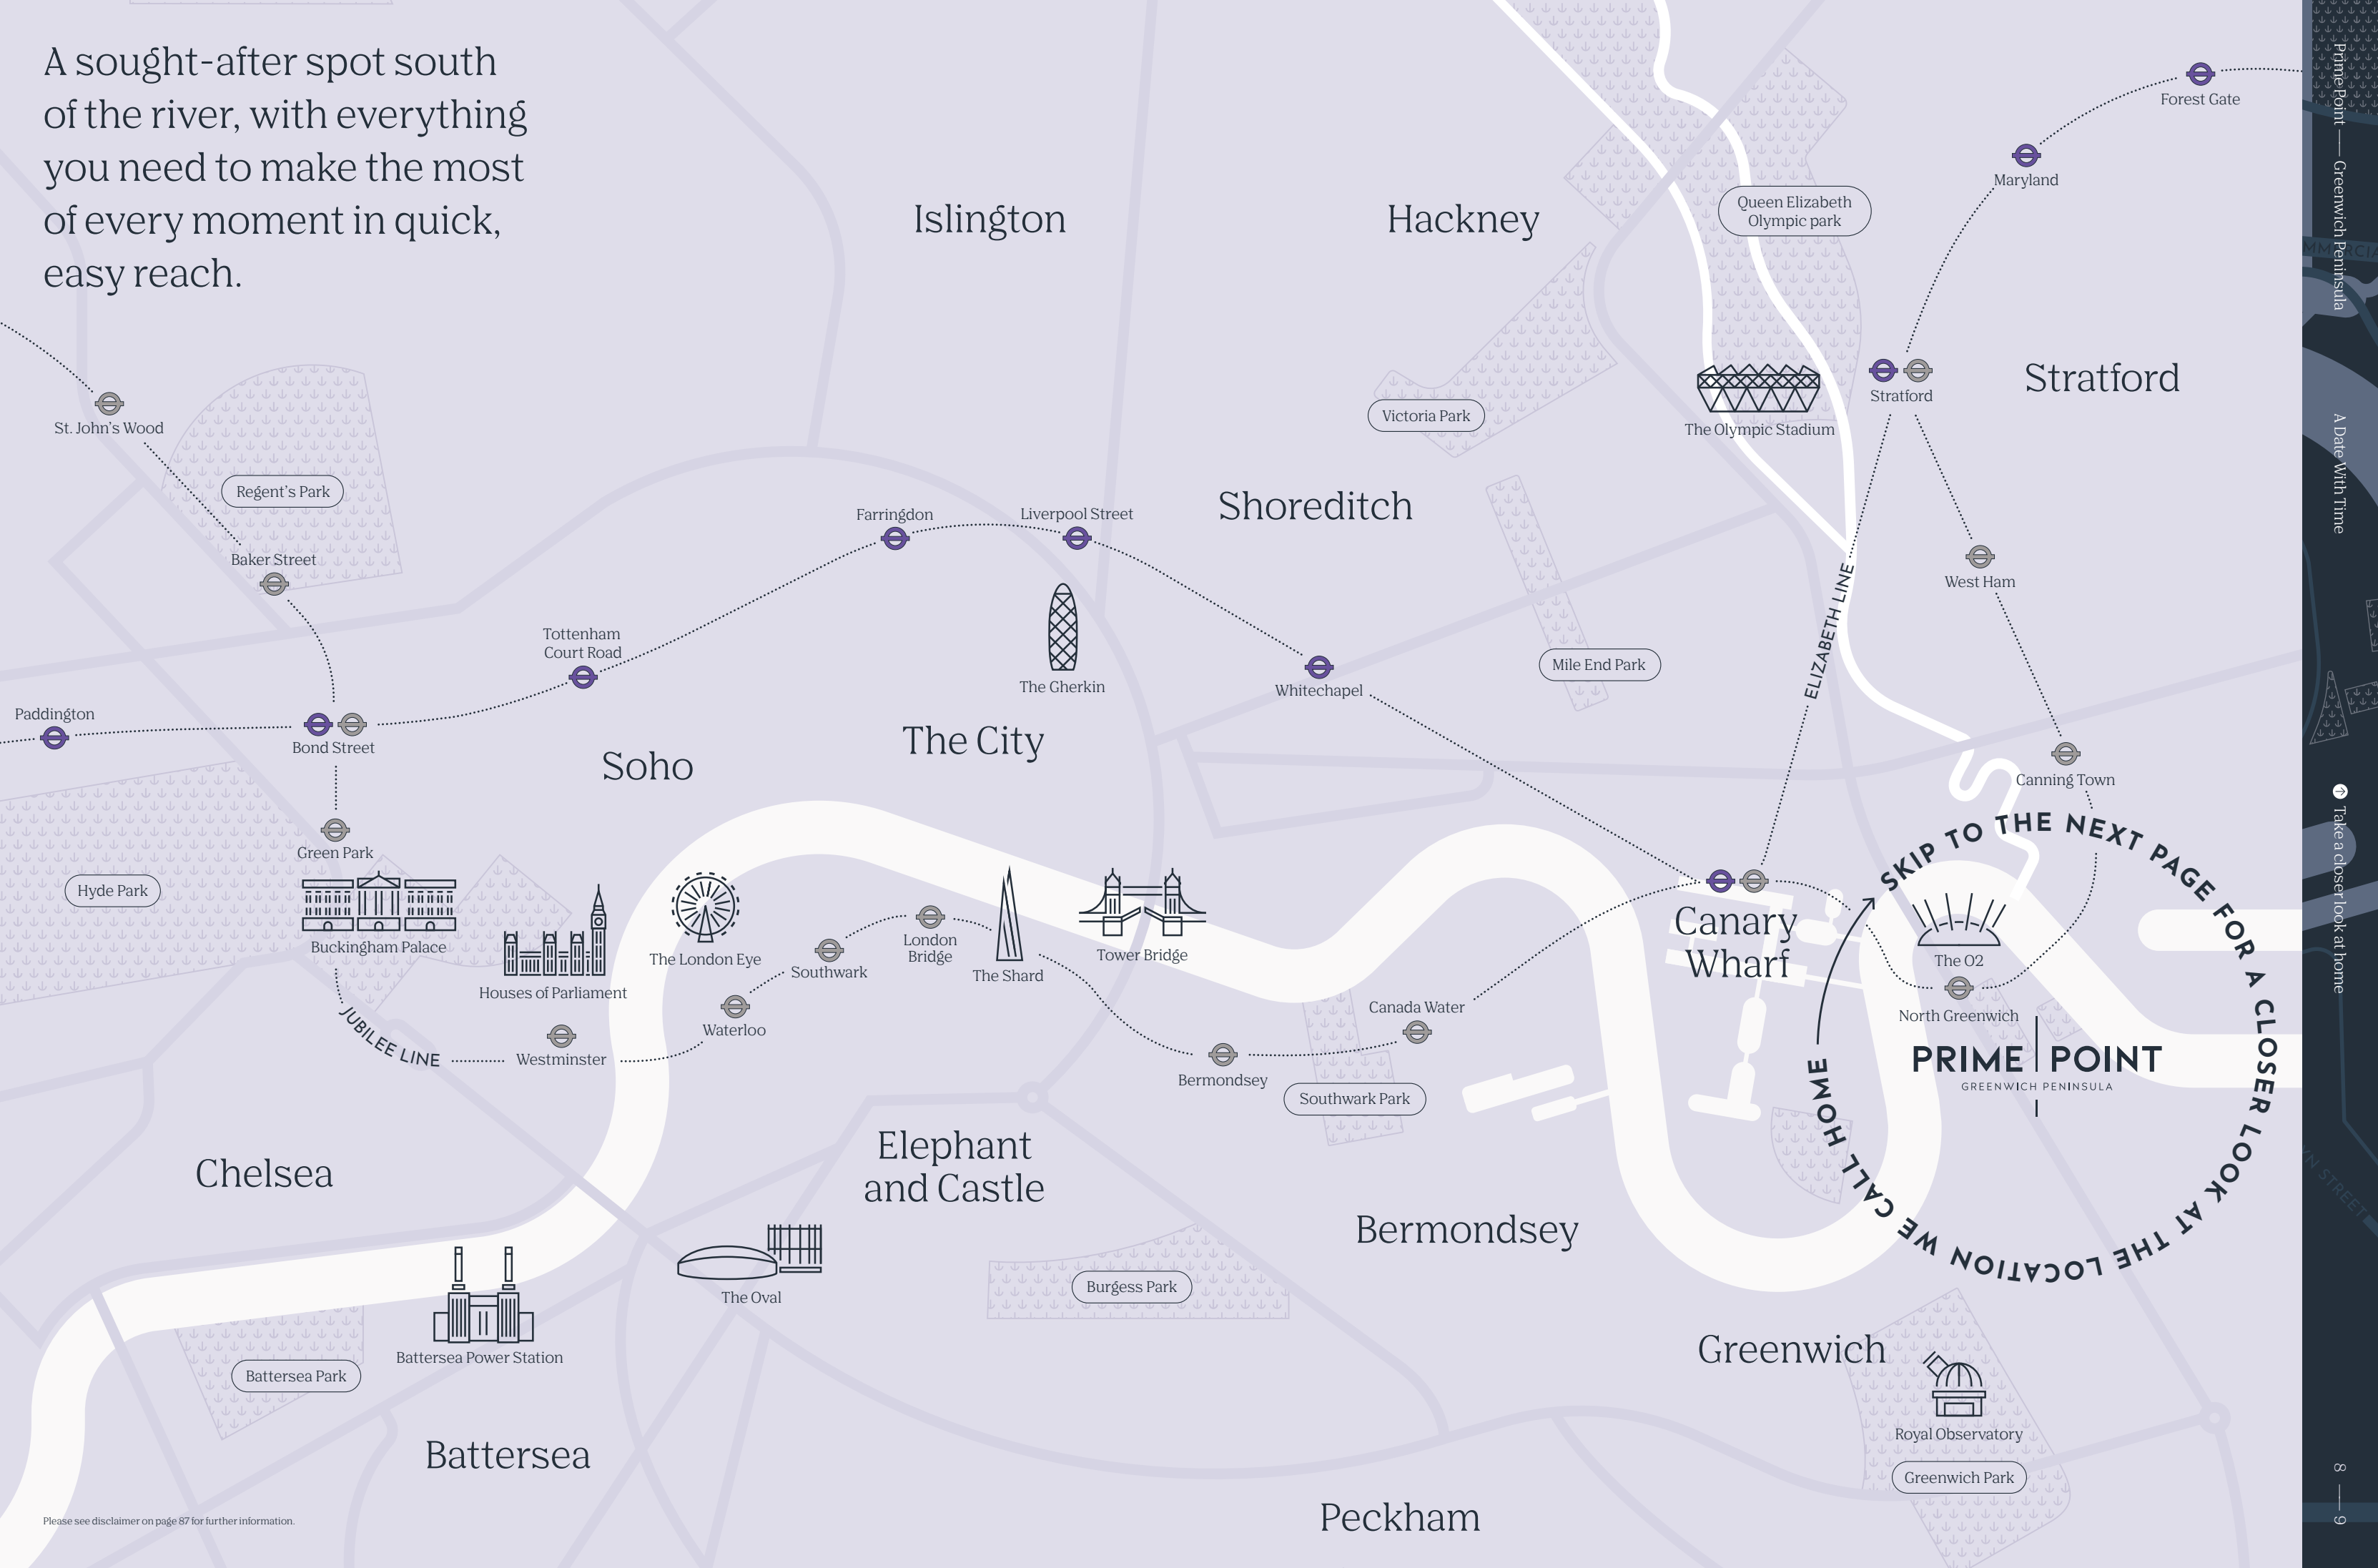 A sought-after spot south
of the river, with everything
you need to make the most
of every moment in quick,
easy reach.
Islington
Hackney
Queen Elizabeth
Olympic park
Maryland
Forest Gate
Stratford
Stratford
The Olympic Stadium
Victoria Park
St. John's Wood
Regent's Park
Baker Street
Farringdon
Liverpool Street
Shoreditch
West Ham
ELIZABETH LINE
Tottenham
Court Road
The Gherkin
Whitechapel
Mile End Park
Paddington
Bond Street
Soho
The City
Canning Town
Green Park
Hyde Park
Buckingham Palace
Houses of Parliament
The London Eye
Southwark
London
Bridge
The Shard
Tower Bridge
Canary
Wharf
The O2
North Greenwich
Canada Water
Waterloo
Westminster
JUBILEE LINE
Bermondsey
Southwark Park
PRIME POINT
GREENWICH PENINSULA
SKIP TO THE NEXT PAGE FOR A CLOSER LOOK AT THE LOCATION WE CALL HOME
Chelsea
Elephant
and Castle
Bermondsey
The Oval
Burgess Park
Battersea Power Station
Battersea Park
Greenwich
Royal Observatory
Greenwich Park
Battersea
Peckham
Please see disclaimer on page 87 for further information.
Prime Point — Greenwich Peninsula
A Date With Time
Take a closer look at home
8 — 9